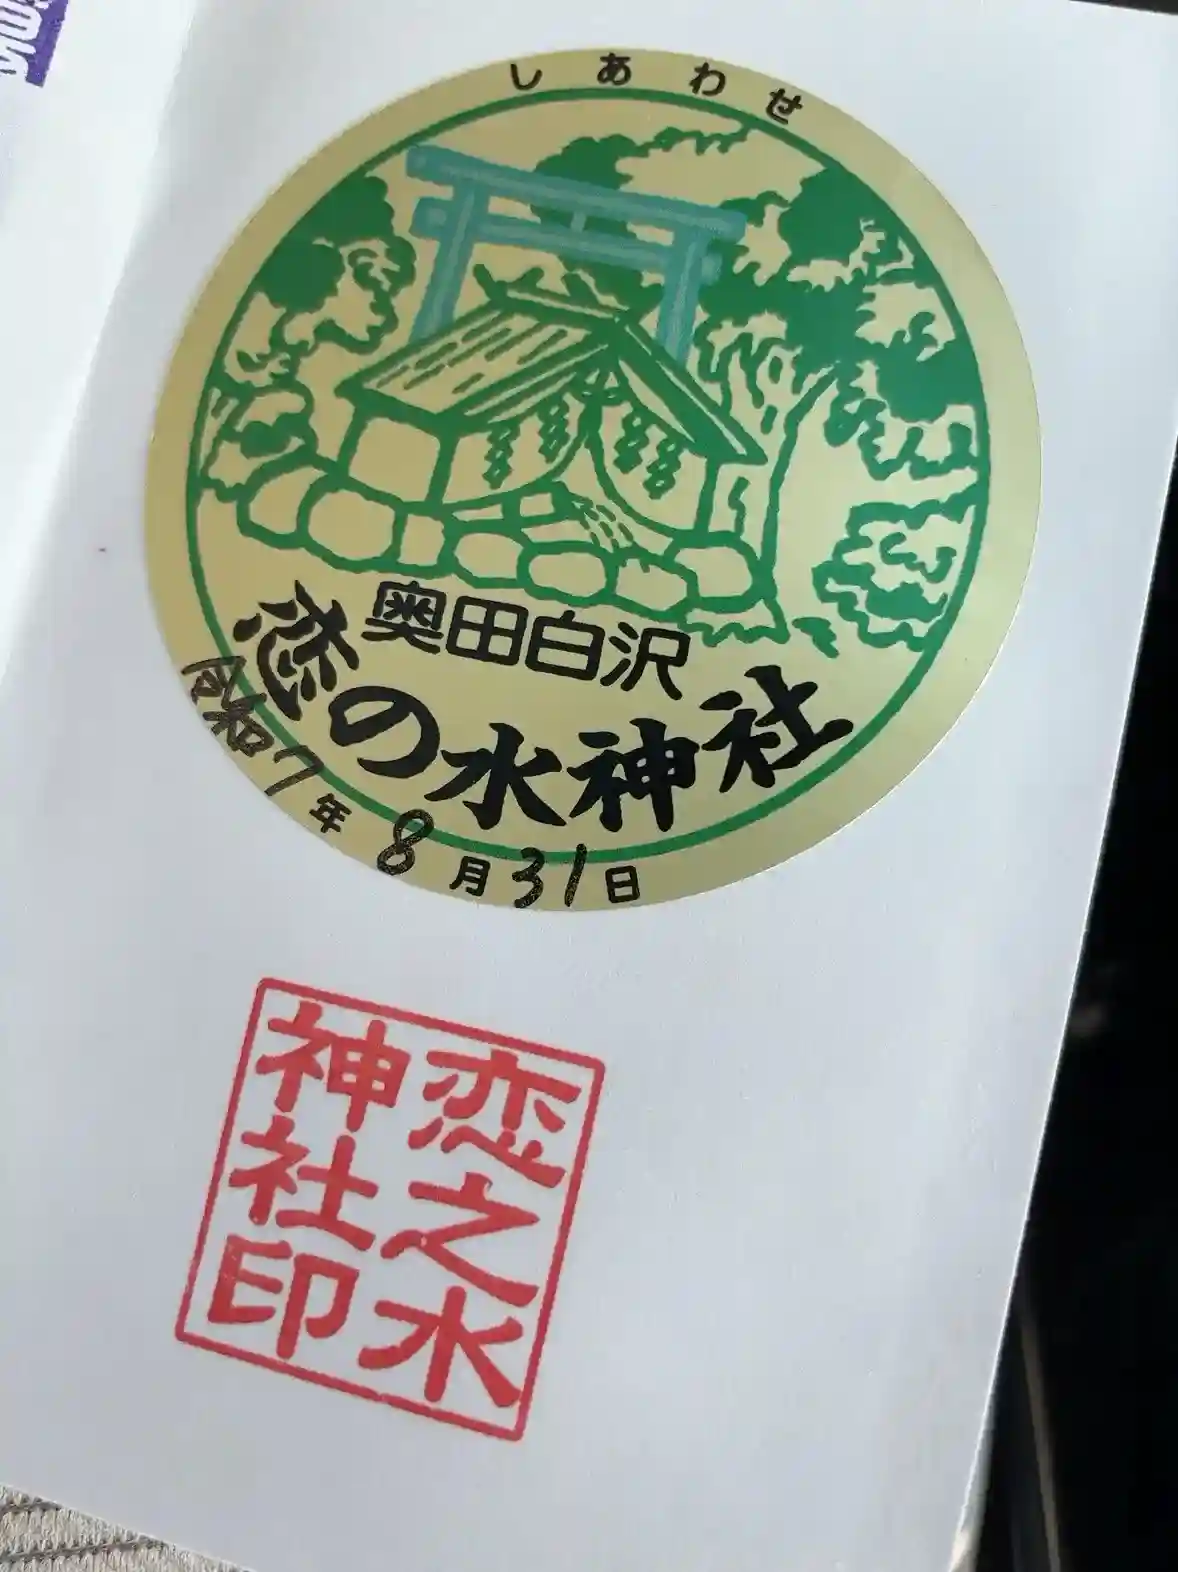 しあわせ
奥田白沢
恋の水神社
令和7年8月31日
恋之水
神社印